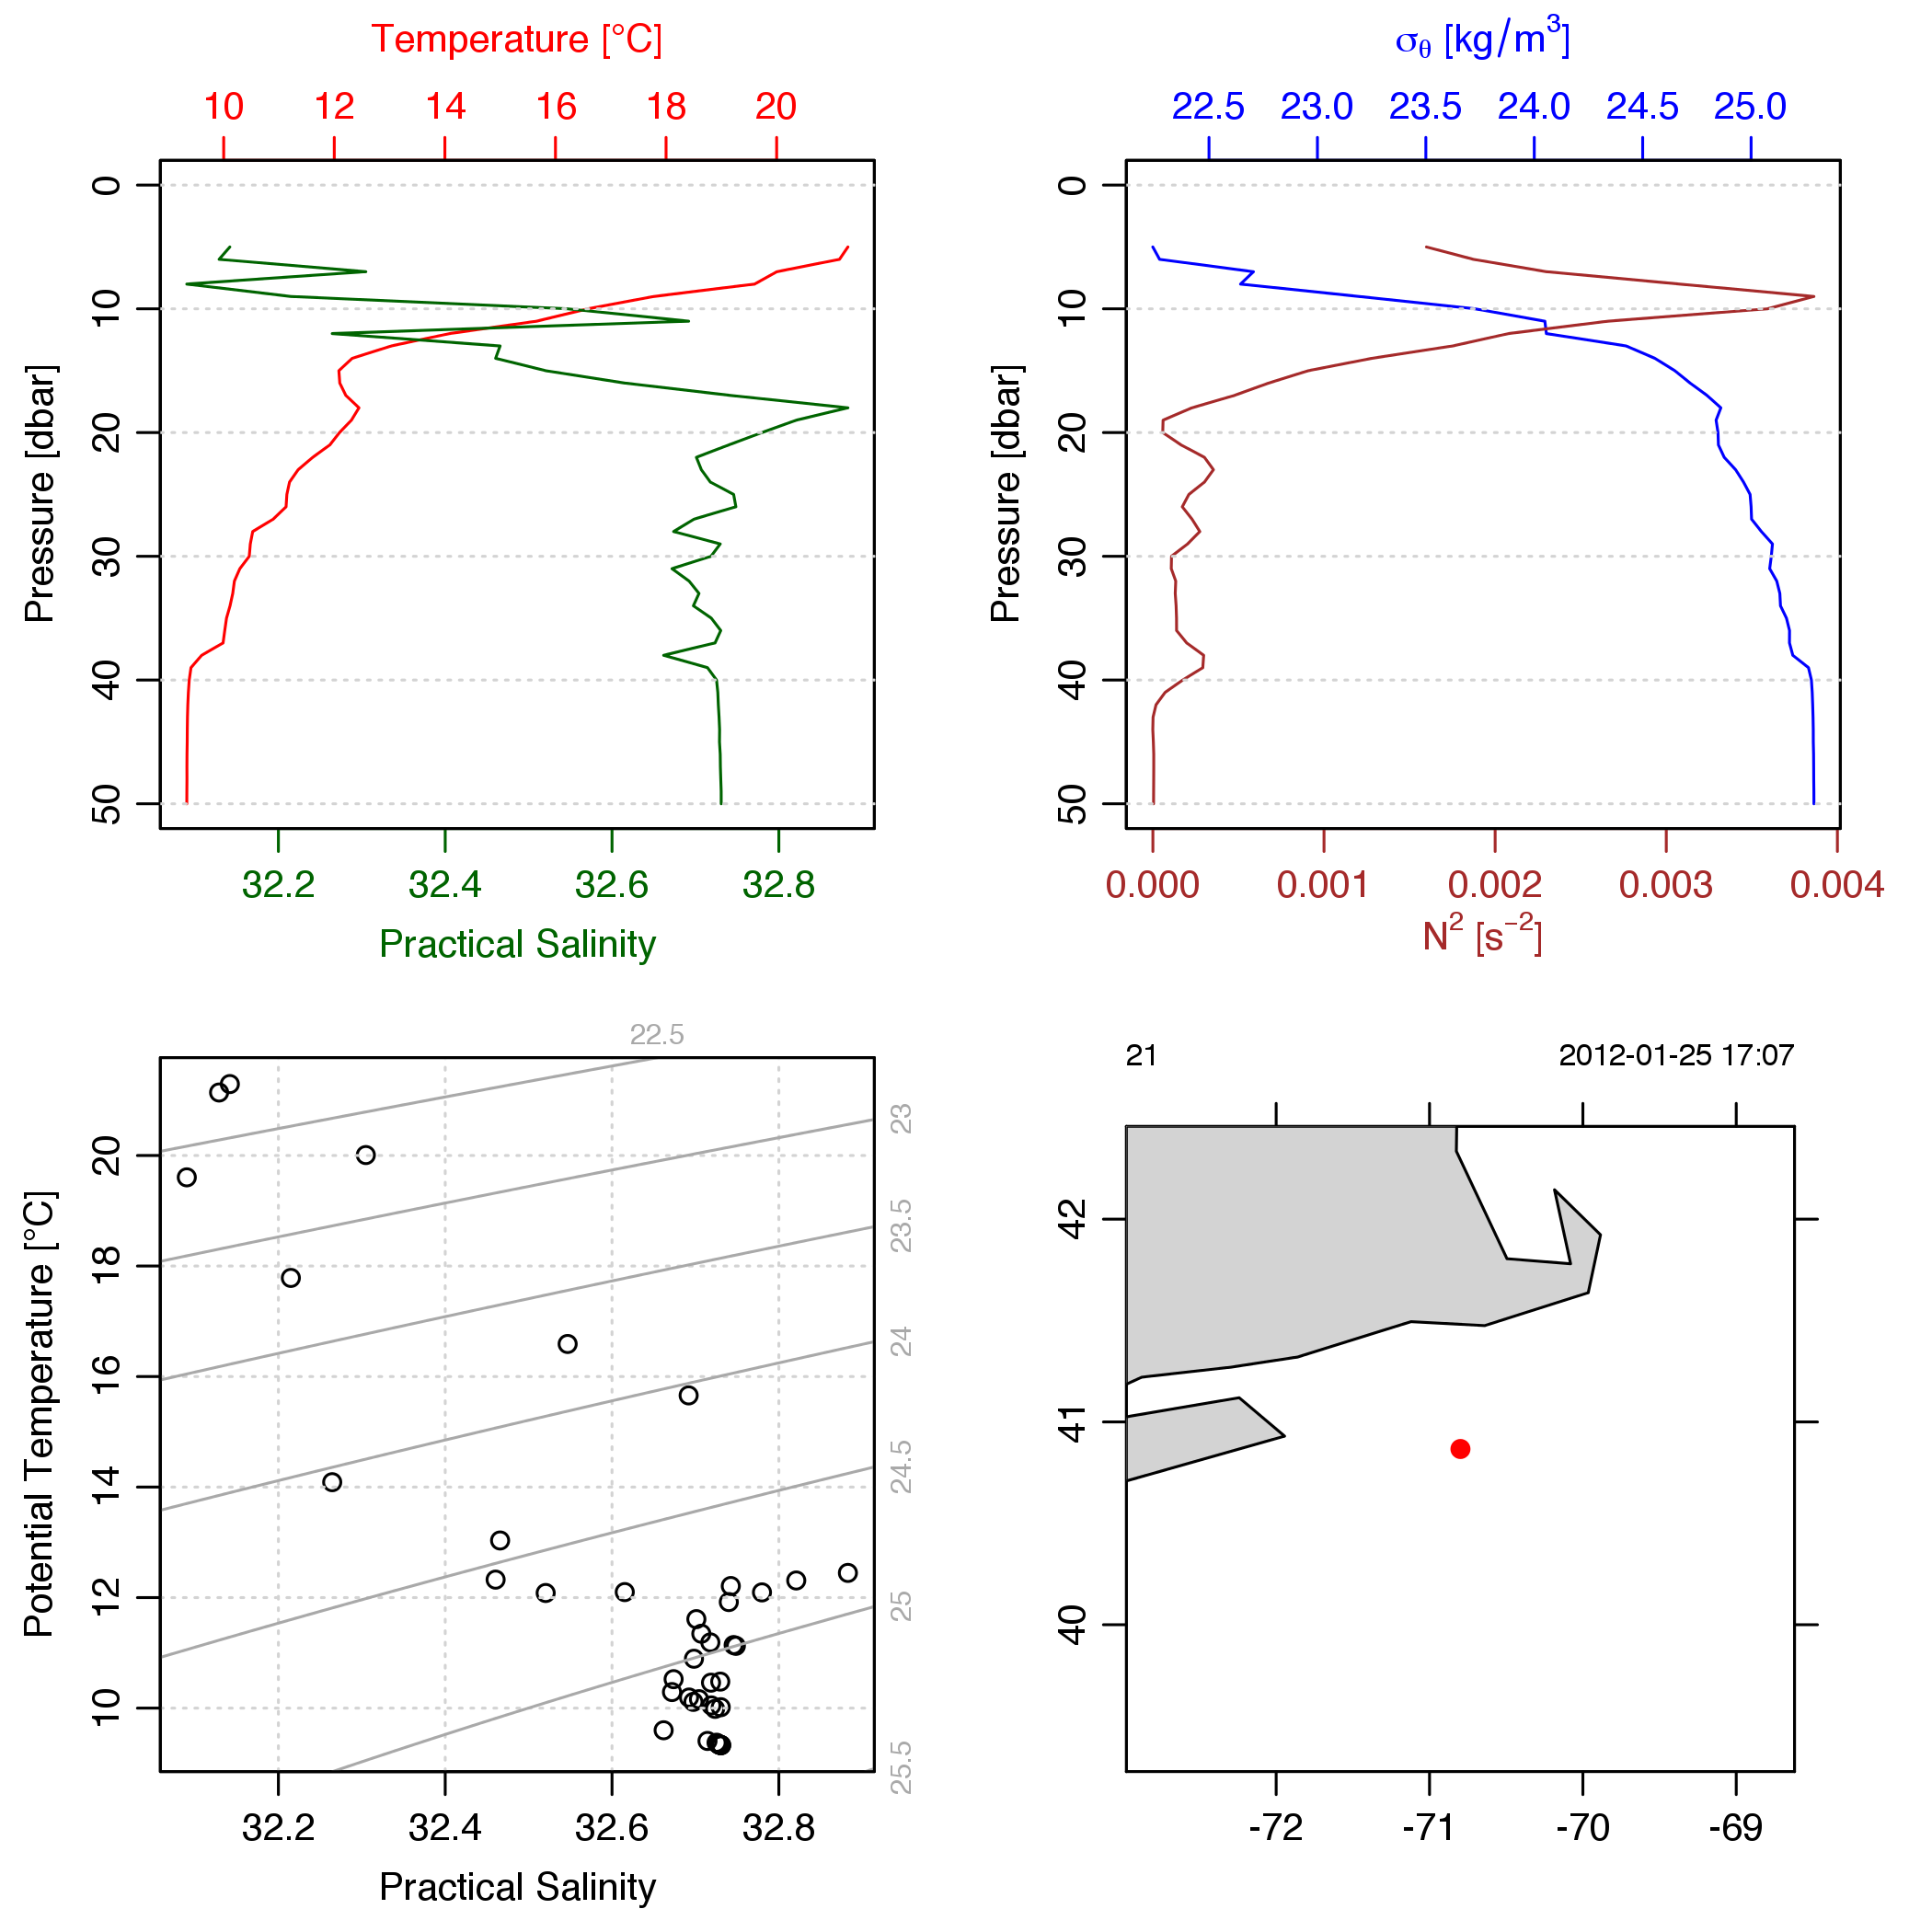 Temperature [°C]
10 12 14 16 18 20
Pressure [dbar]
0 10 20 30 40 50
32.2 32.4 32.6 32.8
Practical Salinity
σθ [kg/m³]
22.5 23.0 23.5 24.0 24.5 25.0
Pressure [dbar]
0 10 20 30 40 50
0.000 0.001 0.002 0.003 0.004
N² [s⁻²]
22.5
23
23.5
24
24.5
25
25.5
Potential Temperature [°C]
20 18 16 14 12 10
32.2 32.4 32.6 32.8
Practical Salinity
21 2012-01-25 17:07
42
41
40
-72 -71 -70 -69